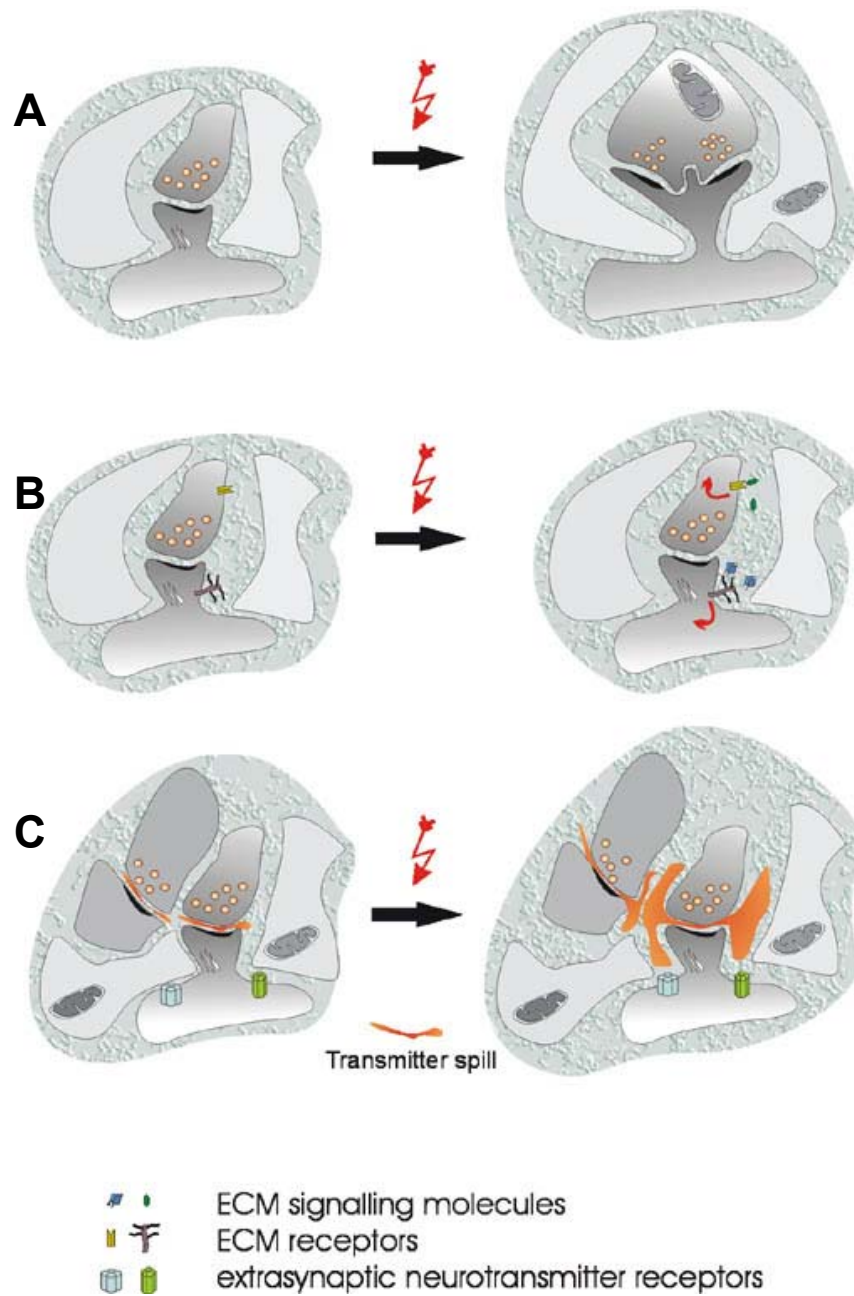 A
B
C
Transmitter spill
ECM signalling molecules
ECM receptors
extrasynaptic neurotransmitter receptors